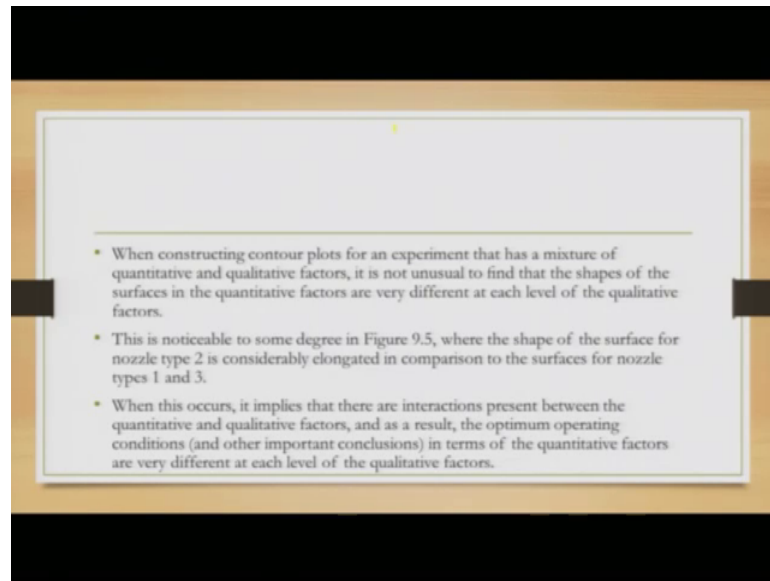 • When constructing contour plots for an experiment that has a mixture of
quantitative and qualitative factors, it is not unusual to find that the shapes of the
surfaces in the quantitative factors are very different at each level of the qualitative
factors.
• This is noticeable to some degree in Figure 9.5, where the shape of the surface for
nozzle type 2 is considerably elongated in comparison to the surfaces for nozzle
types 1 and 3.
• When this occurs, it implies that there are interactions present between the
quantitative and qualitative factors, and as a result, the optimum operating
conditions (and other important conclusions) in terms of the quantitative factors
are very different at each level of the qualitative factors.